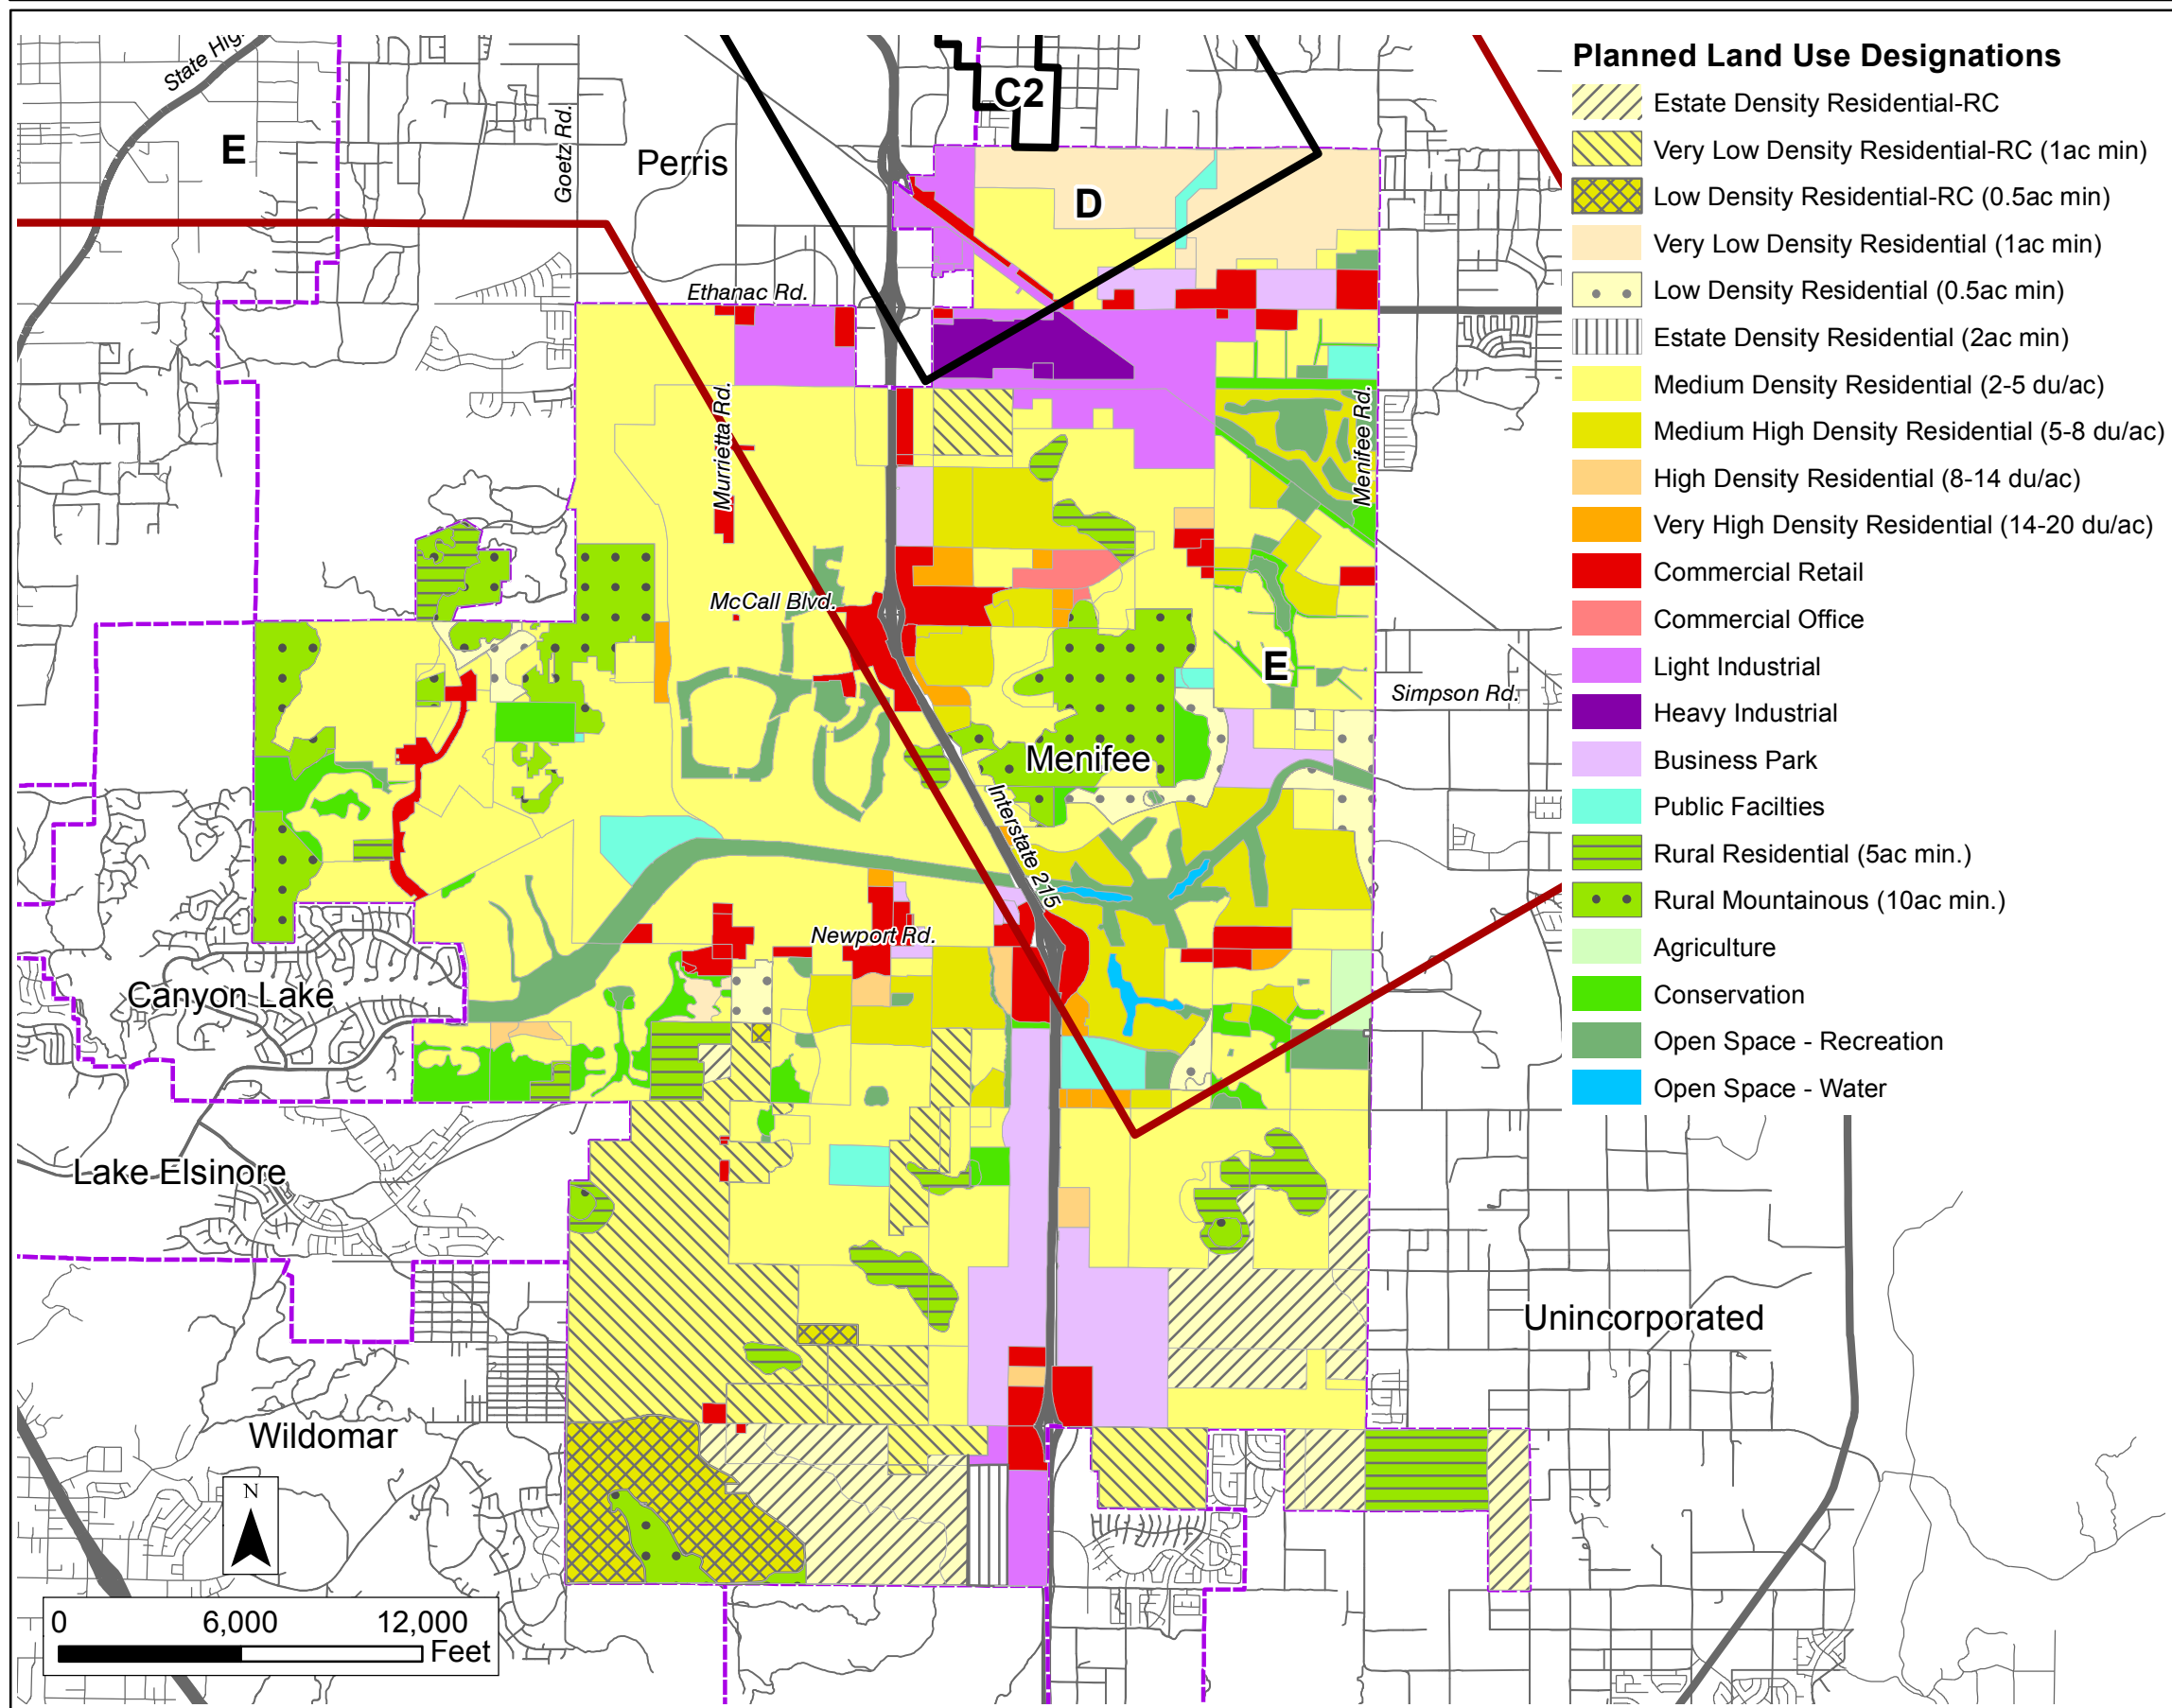 State Hig
E
Goetz Rd.
Perris
C2
D
Ethanac Rd.
Murrietta Rd.
Menifee Rd.
McCall Blvd.
E
Simpson Rd.
Menifee
Interstate 215
Newport Rd.
Canyon Lake
Lake Elsinore
Wildomar
Unincorporated
N
0 6,000 12,000
Feet
Planned Land Use Designations
Estate Density Residential-RC
Very Low Density Residential-RC (1ac min)
Low Density Residential-RC (0.5ac min)
Very Low Density Residential (1ac min)
Low Density Residential (0.5ac min)
Estate Density Residential (2ac min)
Medium Density Residential (2-5 du/ac)
Medium High Density Residential (5-8 du/ac)
High Density Residential (8-14 du/ac)
Very High Density Residential (14-20 du/ac)
Commercial Retail
Commercial Office
Light Industrial
Heavy Industrial
Business Park
Public Facilties
Rural Residential (5ac min.)
Rural Mountainous (10ac min.)
Agriculture
Conservation
Open Space - Recreation
Open Space - Water